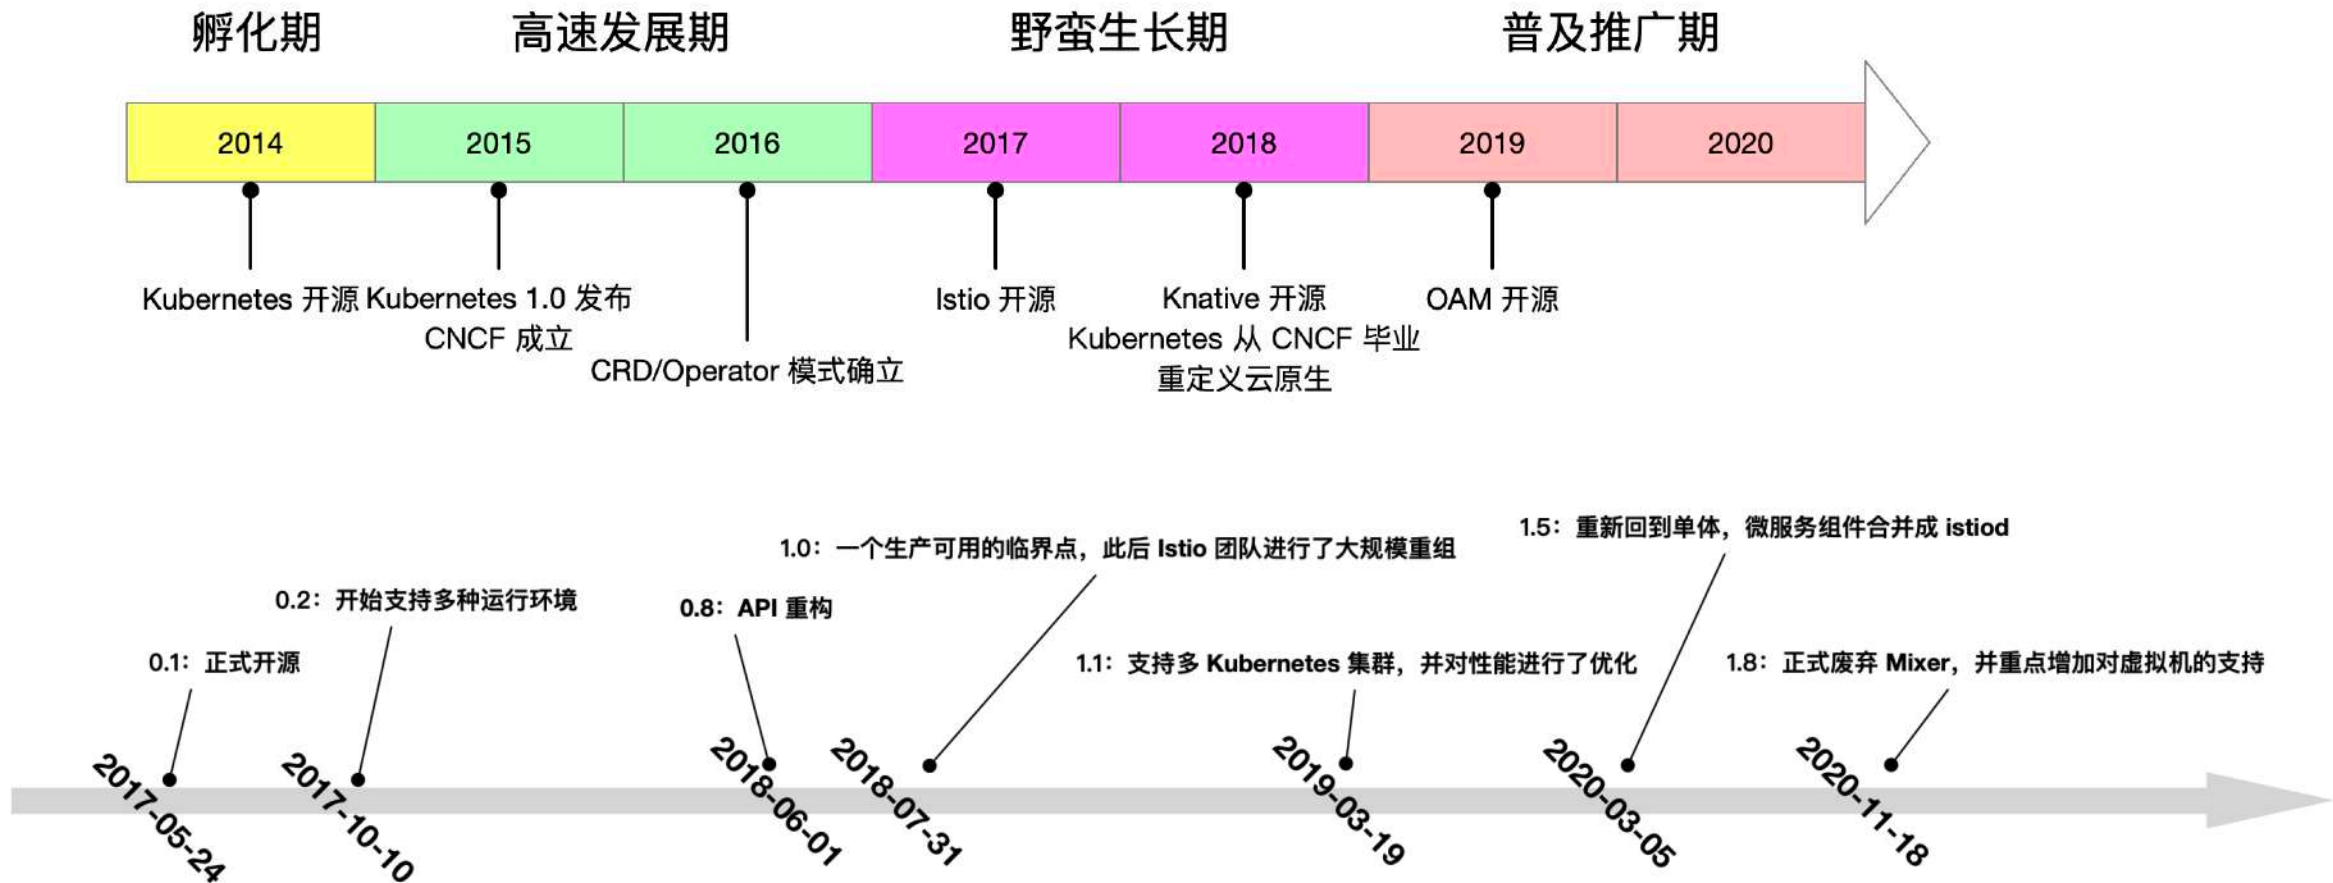 孵化期
高速发展期
野蛮生长期
普及推广期
2014
2015
2016
2017
2018
2019
2020
Kubernetes 开源
Kubernetes 1.0 发布
CNCF 成立
CRD/Operator 模式确立
Istio 开源
Knative 开源
Kubernetes 从 CNCF 毕业
重定义云原生
OAM 开源
0.1：正式开源
0.2：开始支持多种运行环境
0.8：API 重构
1.0：一个生产可用的临界点，此后 Istio 团队进行了大规模重组
1.1：支持多 Kubernetes 集群，并对性能进行了优化
1.5：重新回到单体，微服务组件合并成 istiod
1.8：正式废弃 Mixer，并重点增加对虚拟机的支持
2017-05-24
2017-10-10
2018-06-01
2018-07-31
2019-03-19
2020-03-05
2020-11-18